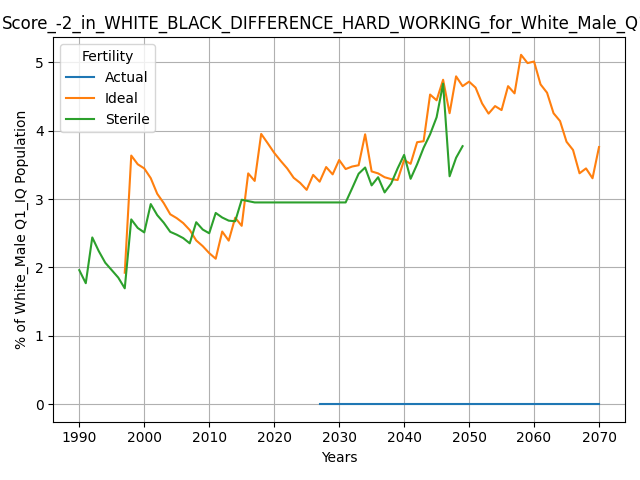 Score_-2_in_WHITE_BLACK_DIFFERENCE_HARD_WORKING_for_White_Male_Q
Fertility
Actual
Ideal
Sterile
% of White_Male Q1_IQ Population
5
4
3
2
1
0
1990 2000 2010 2020 2030 2040 2050 2060 2070
Years